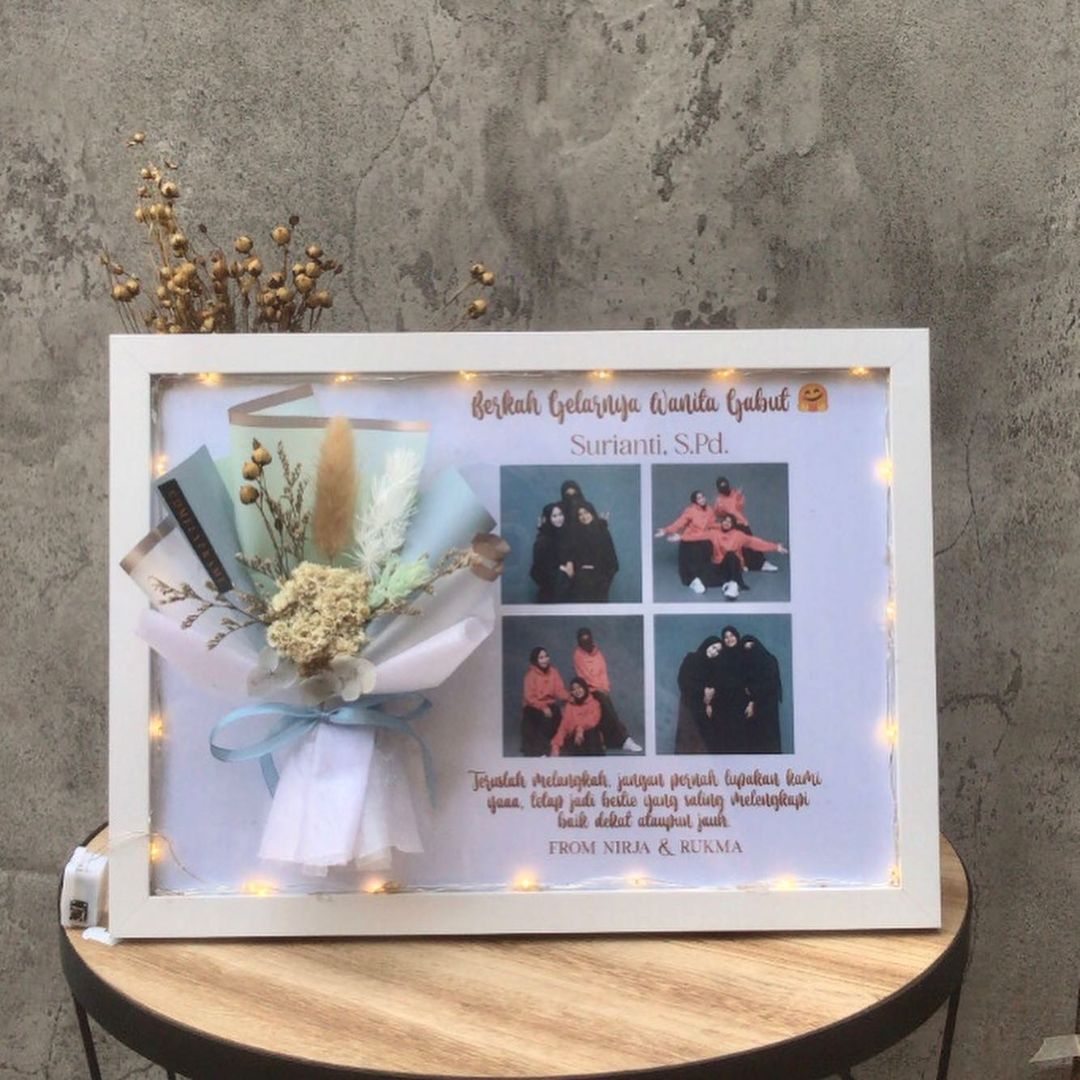 Berkah Gelarnya Wanita Gabut 🤗
Surianti, S.Pd.
Teruslah melangkah, jangan pernah lupakan kami
yaaa, tetap jadi bestie yang saling melengkapi
baik dekat ataupun jauh.
FROM NIRJA & RUKMA